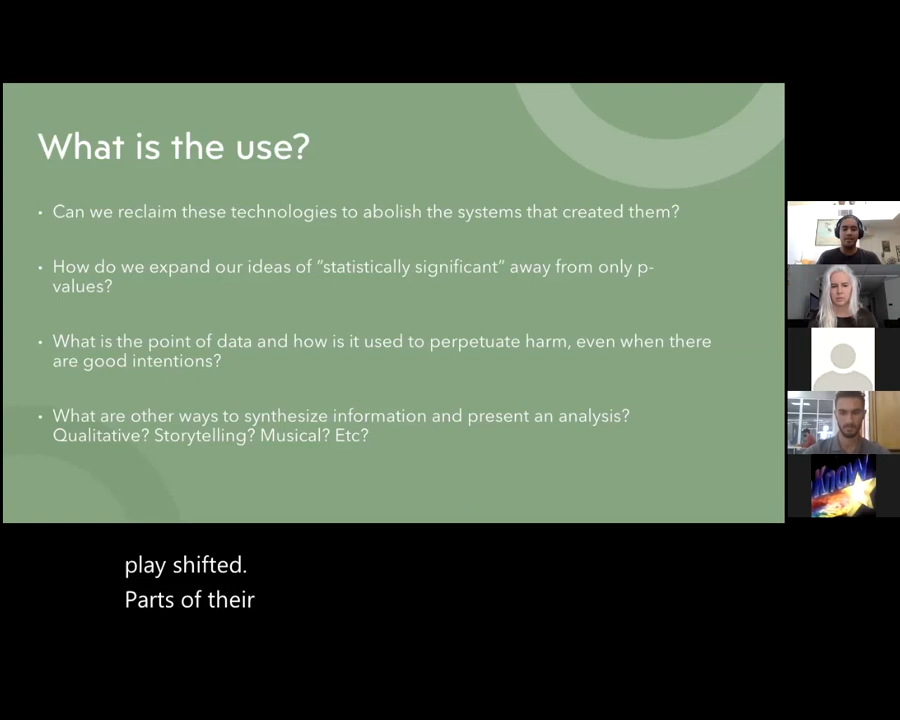 What is the use?
• Can we reclaim these technologies to abolish the systems that created them?
• How do we expand our ideas of “statistically significant” away from only p-
values?
• What is the point of data and how is it used to perpetuate harm, even when there
are good intentions?
• What are other ways to synthesize information and present an analysis?
Qualitative? Storytelling? Musical? Etc?
Know
play shifted.
Parts of their